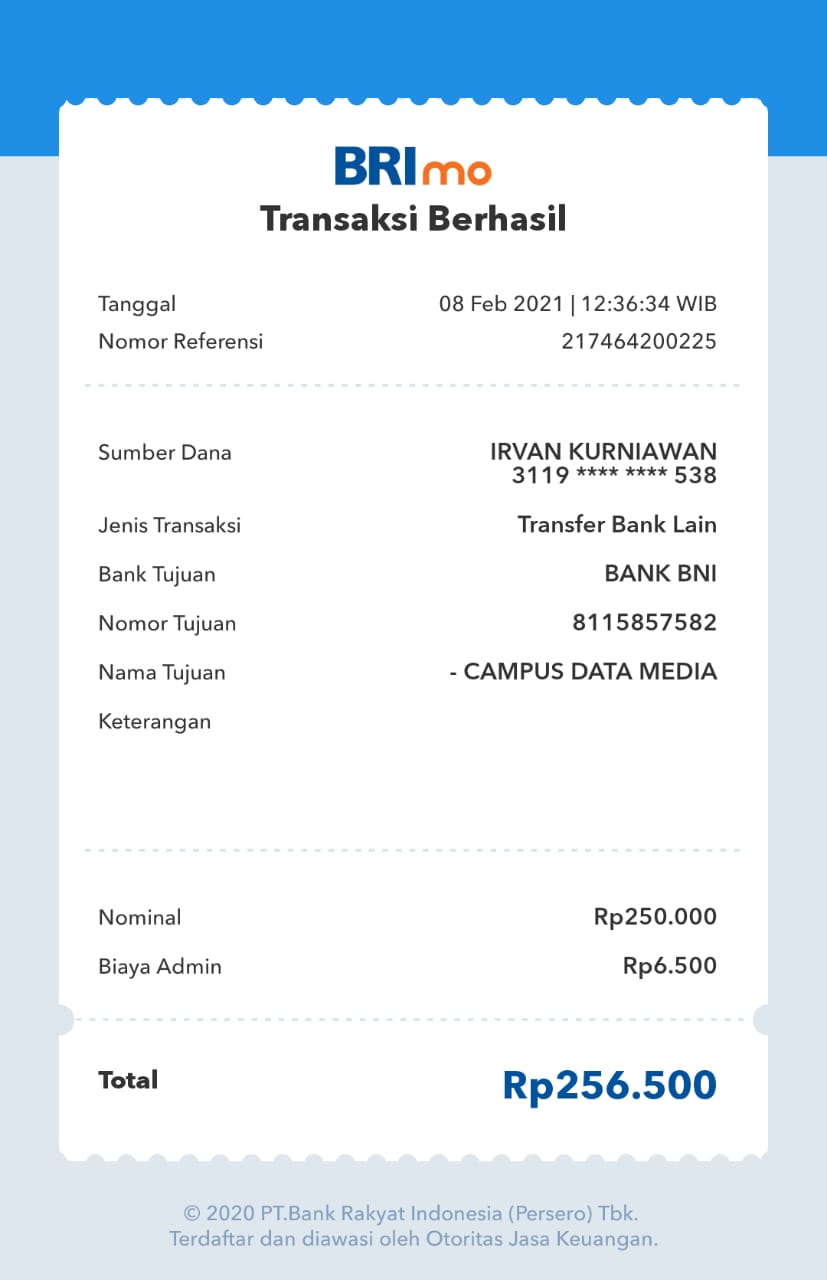 BRImo
Transaksi Berhasil
Tanggal 08 Feb 2021 | 12:36:34 WIB
Nomor Referensi 217464200225
Sumber Dana IRVAN KURNIAWAN
3119 **** **** 538
Jenis Transaksi Transfer Bank Lain
Bank Tujuan BANK BNI
Nomor Tujuan 8115857582
Nama Tujuan - CAMPUS DATA MEDIA
Keterangan
Nominal Rp250.000
Biaya Admin Rp6.500
Total Rp256.500
© 2020 PT.Bank Rakyat Indonesia (Persero) Tbk.
Terdaftar dan diawasi oleh Otoritas Jasa Keuangan.